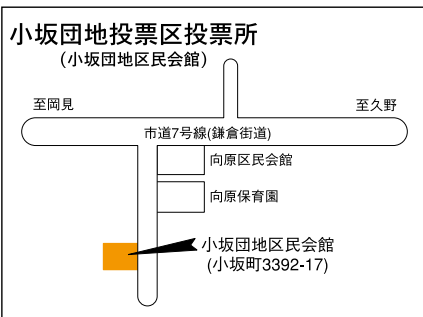 小坂団地投票区投票所
(小坂団地区民会館)
至岡見
至久野
市道7号線(鎌倉街道)
向原区民会館
向原保育園
小坂団地区民会館
(小坂町3392-17)